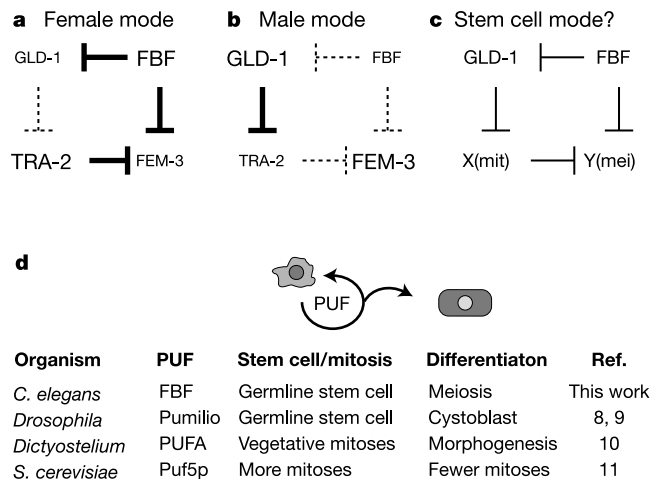 a Female mode b Male mode c Stem cell mode?
GLD-1 FBF GLD-1 FBF GLD-1 FBF
TRA-2 FEM-3 TRA-2 FEM-3 X(mit) Y(mei)
d
PUF
Organism PUF Stem cell/mitosis Differentiaton Ref.
C. elegans FBF Germline stem cell Meiosis This work
Drosophila Pumilio Germline stem cell Cystoblast 8, 9
Dictyostelium PUFA Vegetative mitoses Morphogenesis 10
S. cerevisiae Puf5p More mitoses Fewer mitoses 11